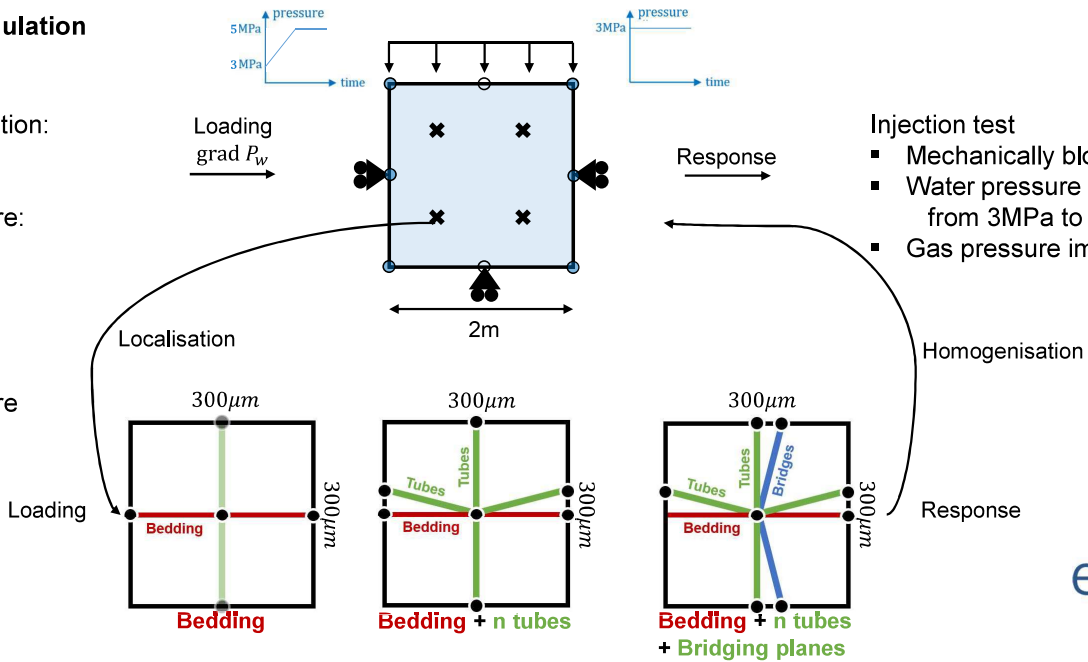 ulation
pressure
5MPa
3MPa
time
pressure
3MPa
time
tion:
Loading
grad P_w
Response
Injection test
▪ Mechanically blo
▪ Water pressure
from 3MPa to
▪ Gas pressure im
re:
2m
Localisation
Homogenisation
re
300μm
300μm
300μm
Loading
Bedding
300μm
Tubes
Tubes
Bedding
300μm
Tubes
Tubes
Bridges
Bedding
300μm
Response
Bedding
Bedding + n tubes
Bedding + n tubes
+ Bridging planes
e